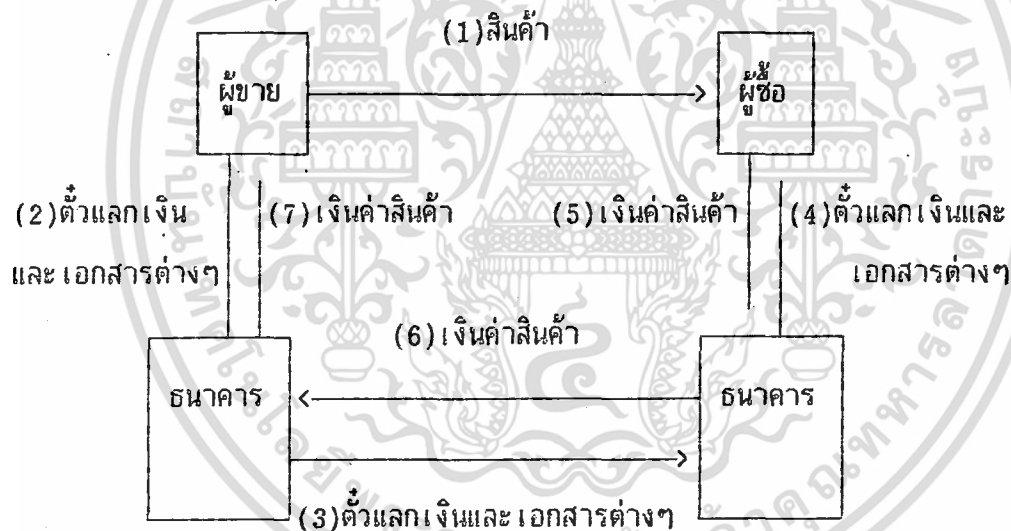 (1)สินค้า
ผู้ขาย
ผู้ซื้อ
(2)ตั๋วแลกเงิน
และเอกสารต่างๆ
(7)เงินค่าสินค้า
(5)เงินค่าสินค้า
(4)ตั๋วแลกเงินและ
เอกสารต่างๆ
(6)เงินค่าสินค้า
ธนาคาร
ธนาคาร
(3)ตั๋วแลกเงินและเอกสารต่างๆ